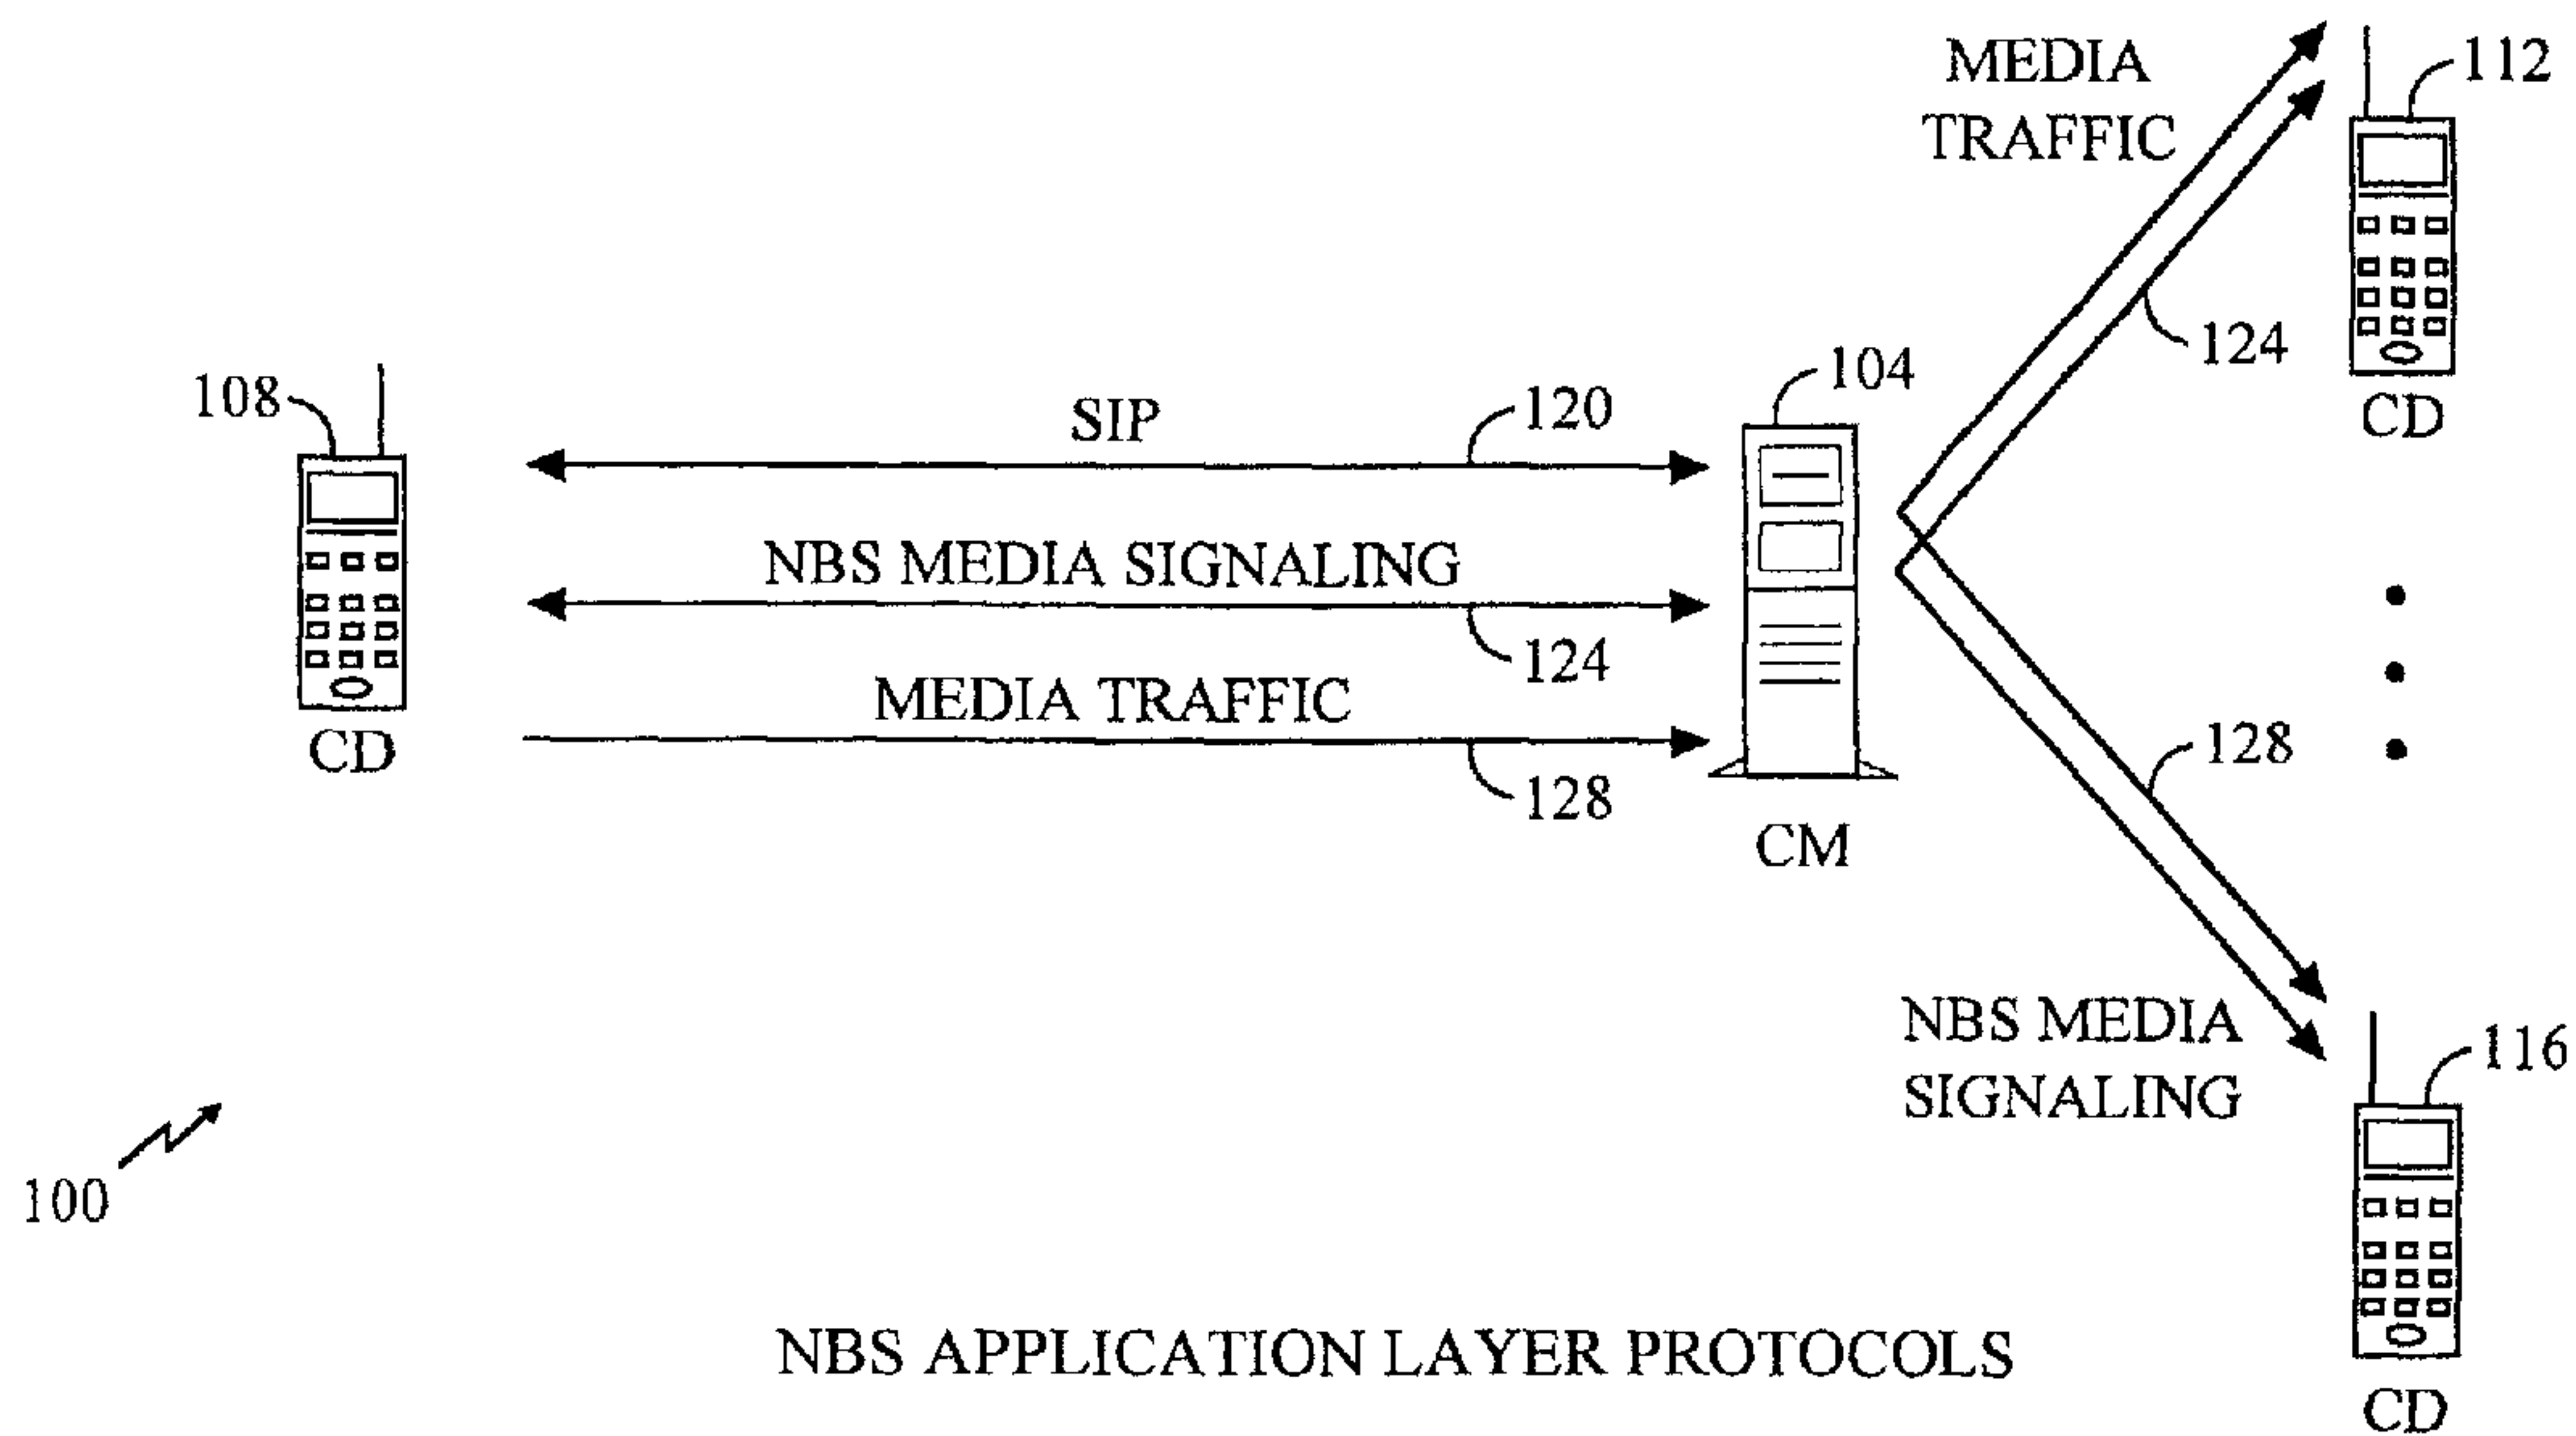 MEDIA
TRAFFIC
112
124
CD
108
SIP
120
104
NBS MEDIA SIGNALING
124
MEDIA TRAFFIC
128
CD
CM
128
NBS MEDIA
SIGNALING
116
CD
100
NBS APPLICATION LAYER PROTOCOLS